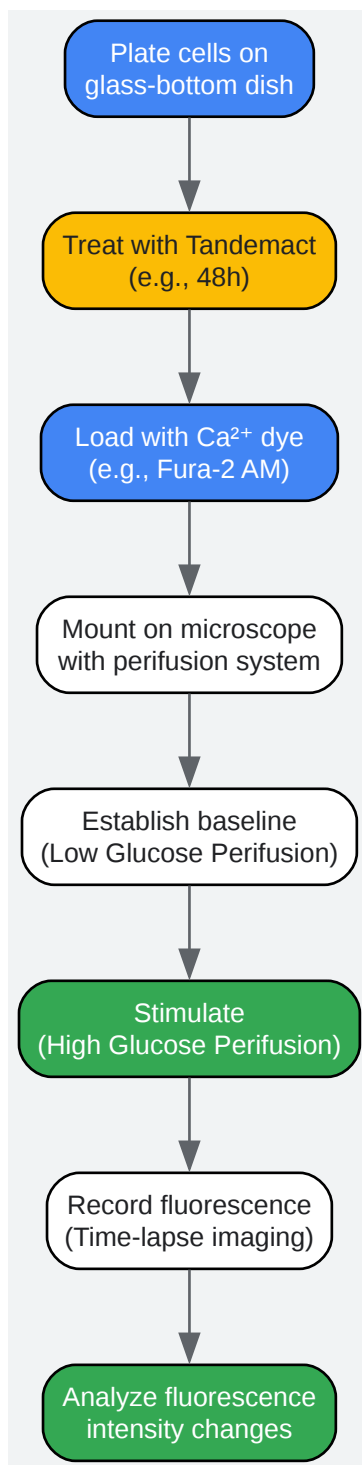 Plate cells on
glass-bottom dish
Treat with Tandemact
(e.g., 48h)
Load with Ca²⁺ dye
(e.g., Fura-2 AM)
Mount on microscope
with perifusion system
Establish baseline
(Low Glucose Perifusion)
Stimulate
(High Glucose Perifusion)
Record fluorescence
(Time-lapse imaging)
Analyze fluorescence
intensity changes